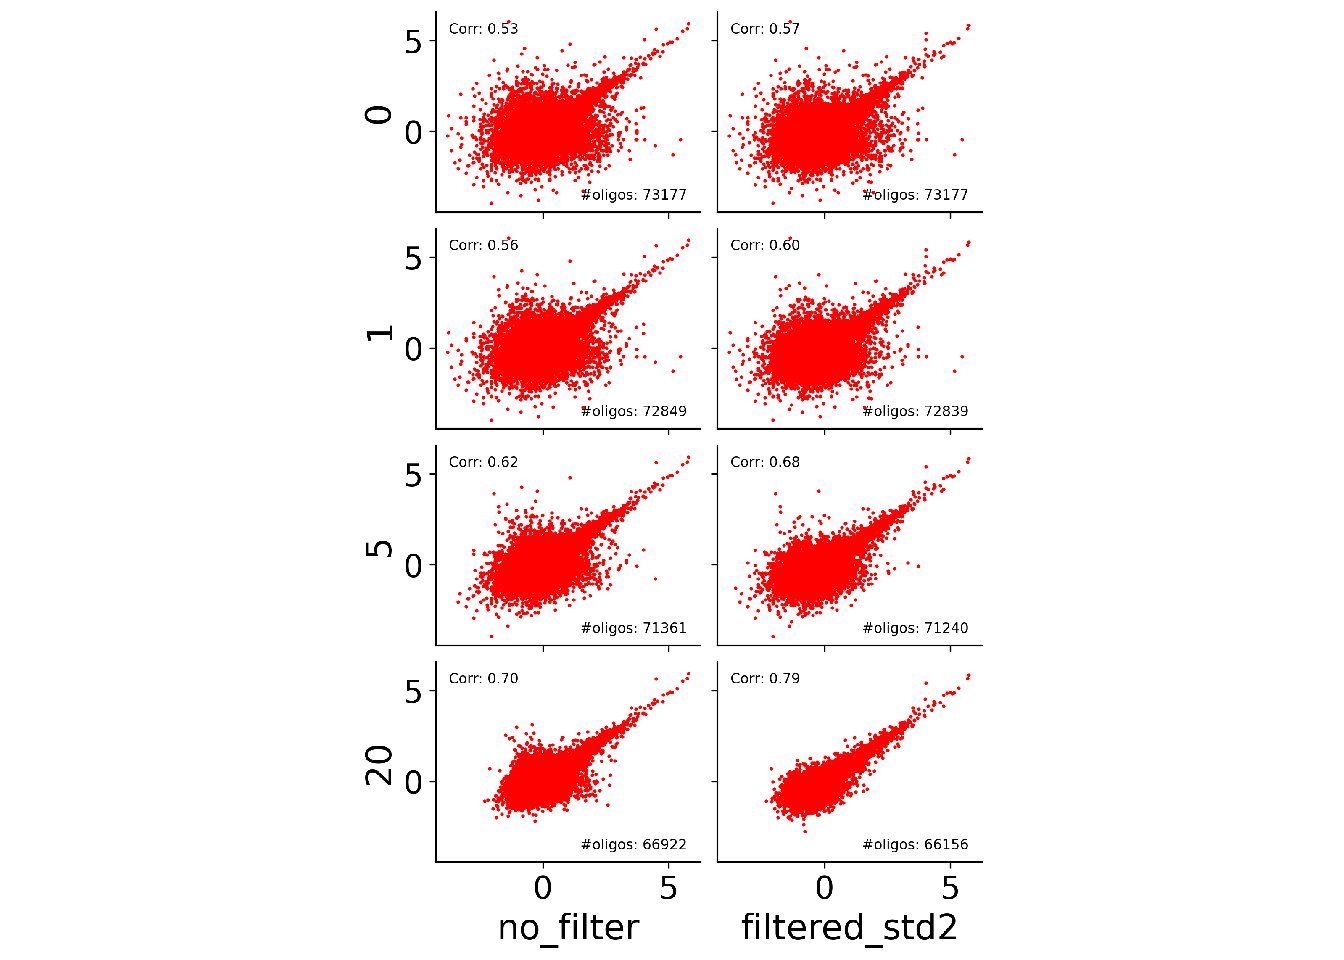 Corr: 0.53
Corr: 0.57
5
0
0
#oligos: 73177
#oligos: 73177
Corr: 0.56
Corr: 0.60
5
1
0
#oligos: 72849
#oligos: 72839
Corr: 0.62
Corr: 0.68
5
5
0
#oligos: 71361
#oligos: 71240
Corr: 0.70
Corr: 0.79
5
20
0
#oligos: 66922
#oligos: 66156
0 5
0 5
no_filter
filtered_std2